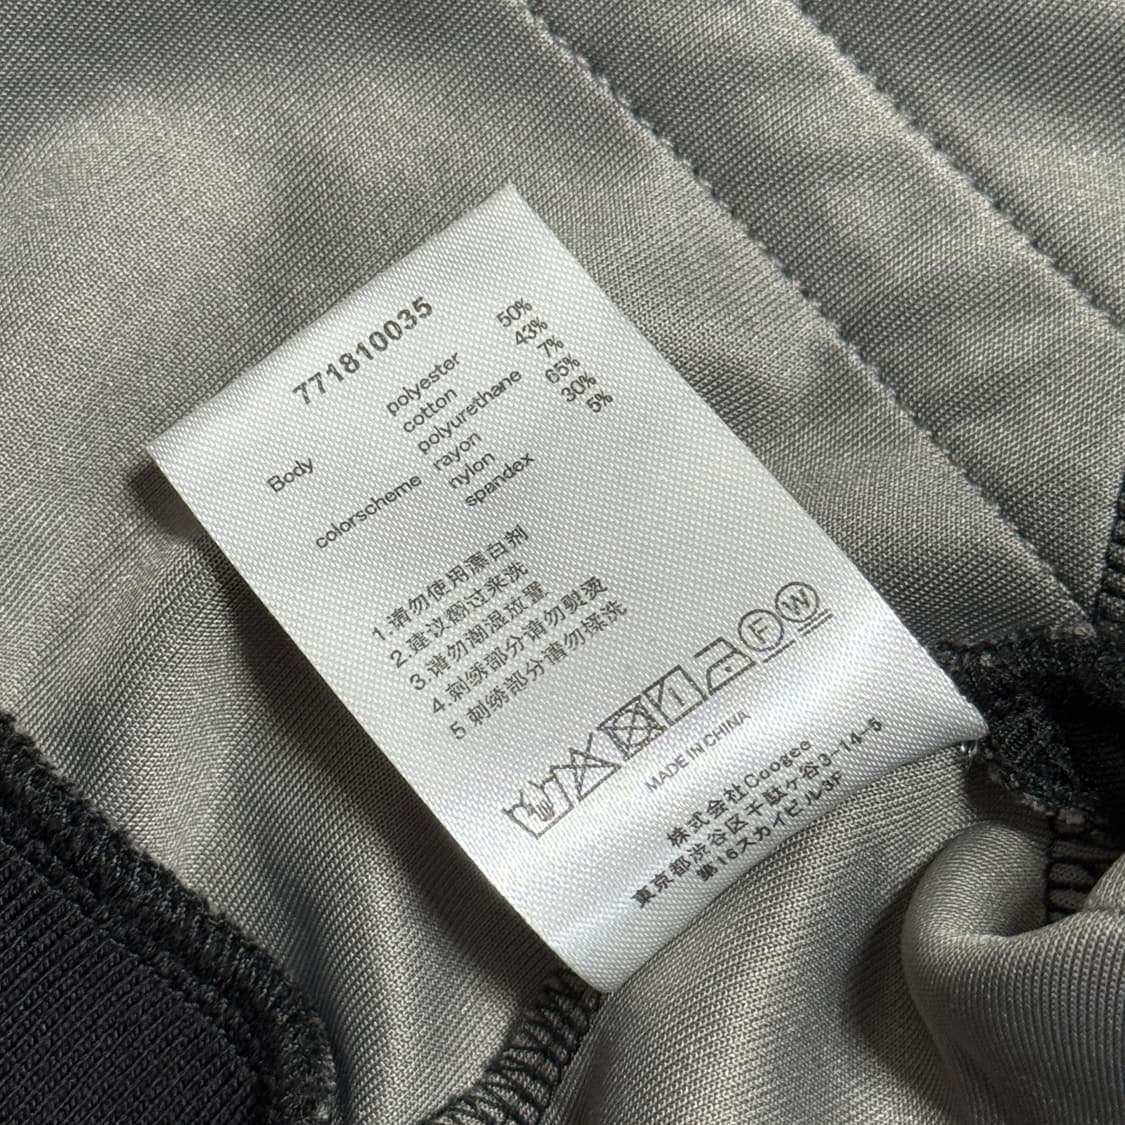 771810035
Body polyester 50%
cotton 43%
polyurethane 7%
colorscheme rayon 65%
nylon 30%
spandex 5%
1.请勿使用漂白剂
2.建议翻过来洗
3.请勿潮湿放置
4.刺绣部分请勿熨烫
5.刺绣部分请勿揉洗
F W
MADE IN CHINA
株式会社Coogee
東京都渋谷区千駄ヶ谷3-14-5
第16スカイビル3F